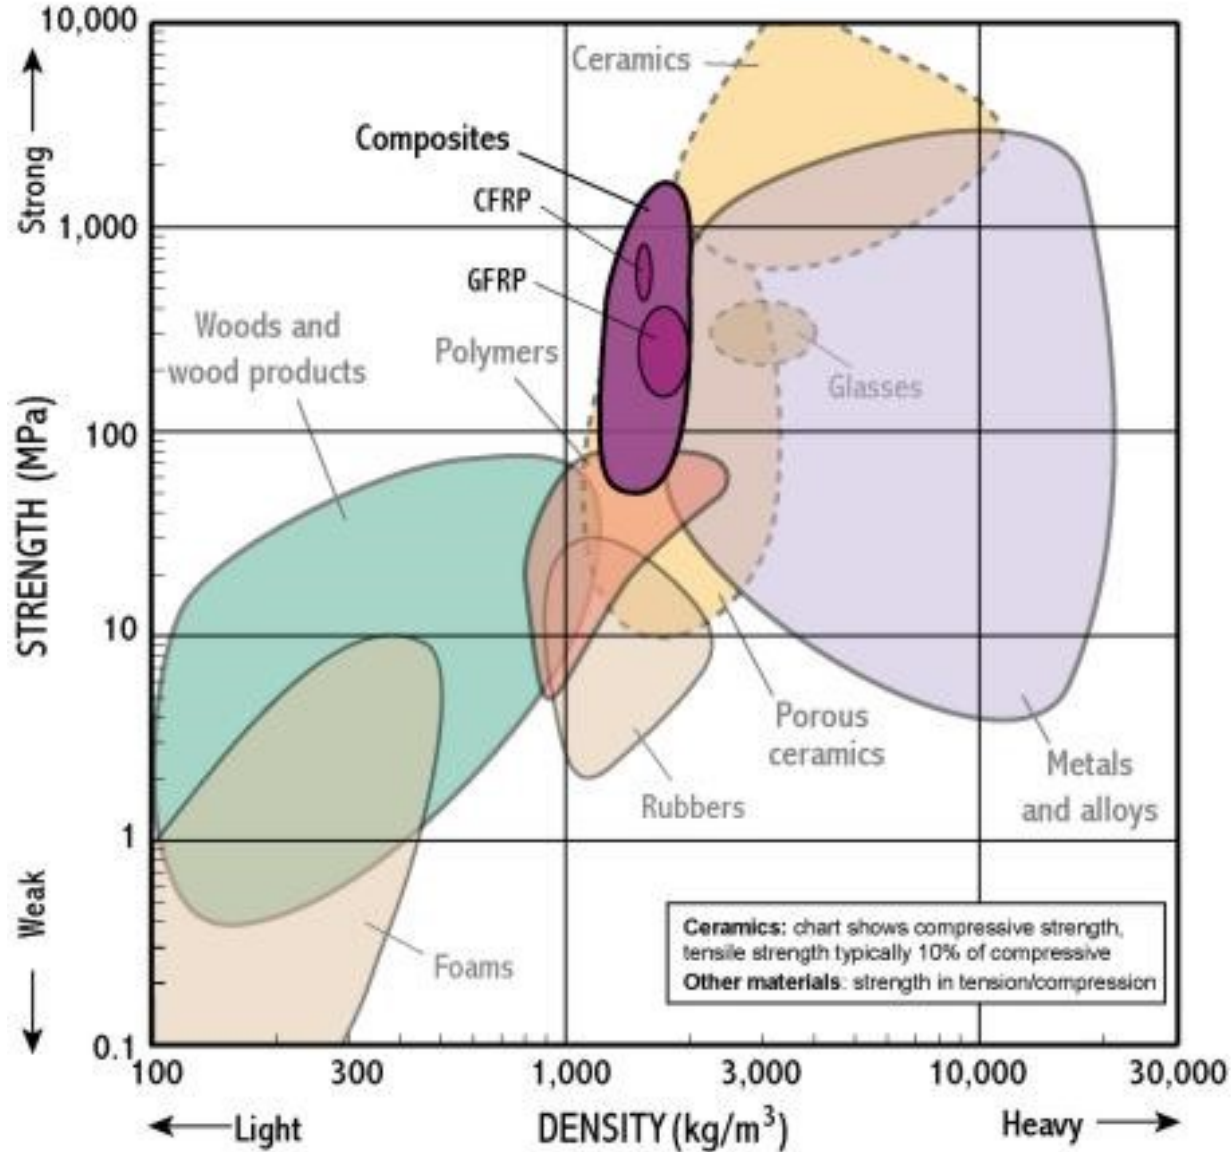 10,000
Ceramics
Composites
Strong
CFRP
1,000
GFRP
Woods and
wood products
Polymers
Glasses
100
STRENGTH (MPa)
10
Porous
ceramics
Metals
and alloys
Rubbers
1
Weak
Ceramics: chart shows compressive strength,
tensile strength typically 10% of compressive
Other materials: strength in tension/compression
Foams
0.1
100 300 1,000 3,000 10,000 30,000
Light DENSITY (kg/m³) Heavy